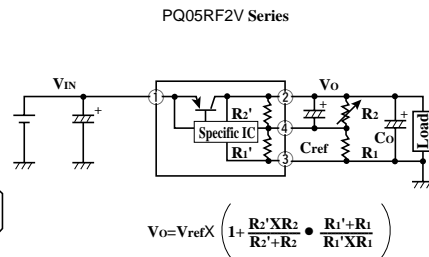 PQ05RF2V Series
VIN
1
2
VO
+
R2'
+
R2
+
Specific IC
4
CO
Load
R1'
Cref
R1
3
VO=VrefX (1+ R2'XR2 / R2'+R2 ● R1'+R1 / R1'XR1)